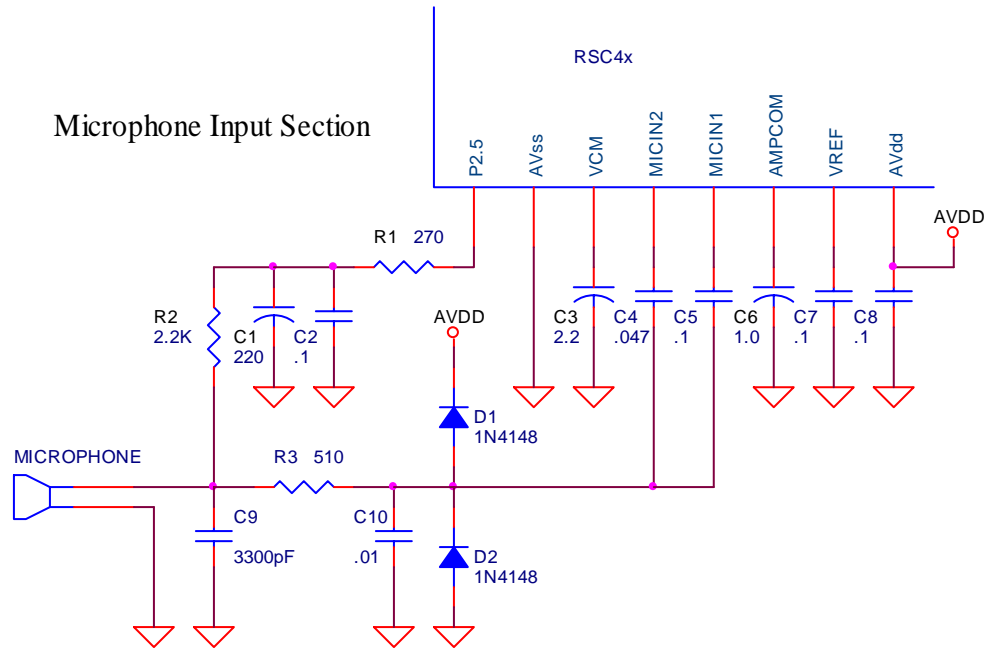 RSC4x
Microphone Input Section
P2.5
AVss
VCM
MICIN2
MICIN1
AMPCOM
VREF
AVdd
AVDD
R1 270
R2
2.2K
C1
220
C2
.1
AVDD
C3
2.2
C4
.047
C5
.1
C6
1.0
C7
.1
C8
.1
D1
1N4148
MICROPHONE
R3 510
C9
3300pF
C10
.01
D2
1N4148